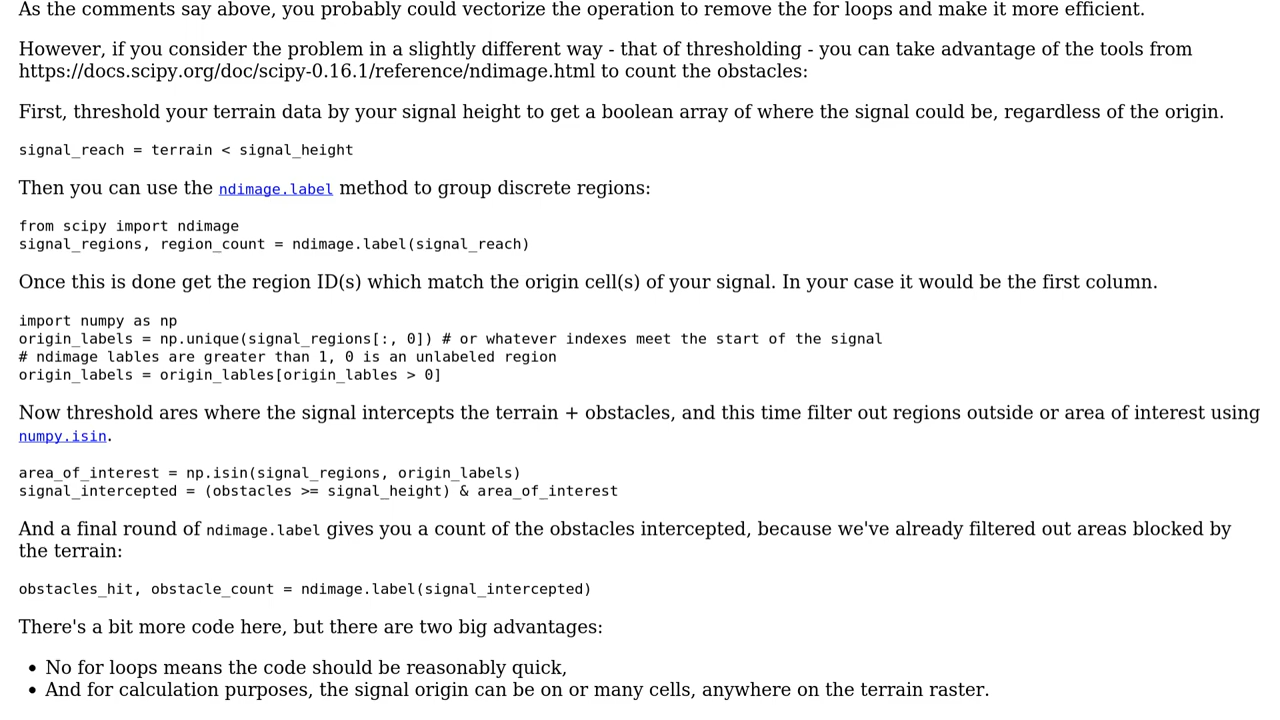 As the comments say above, you probably could vectorize the operation to remove the for loops and make it more efficient.
However, if you consider the problem in a slightly different way - that of thresholding - you can take advantage of the tools from
https://docs.scipy.org/doc/scipy-0.16.1/reference/ndimage.html to count the obstacles:
First, threshold your terrain data by your signal height to get a boolean array of where the signal could be, regardless of the origin.
signal_reach = terrain < signal_height
Then you can use the ndimage.label method to group discrete regions:
from scipy import ndimage
signal_regions, region_count = ndimage.label(signal_reach)
Once this is done get the region ID(s) which match the origin cell(s) of your signal. In your case it would be the first column.
import numpy as np
origin_labels = np.unique(signal_regions[:, 0]) # or whatever indexes meet the start of the signal
# ndimage lables are greater than 1, 0 is an unlabeled region
origin_labels = origin_lables[origin_lables > 0]
Now threshold ares where the signal intercepts the terrain + obstacles, and this time filter out regions outside or area of interest using
numpy.isin.
area_of_interest = np.isin(signal_regions, origin_labels)
signal_intercepted = (obstacles >= signal_height) & area_of_interest
And a final round of ndimage.label gives you a count of the obstacles intercepted, because we've already filtered out areas blocked by
the terrain:
obstacles_hit, obstacle_count = ndimage.label(signal_intercepted)
There's a bit more code here, but there are two big advantages:
• No for loops means the code should be reasonably quick,
• And for calculation purposes, the signal origin can be on or many cells, anywhere on the terrain raster.